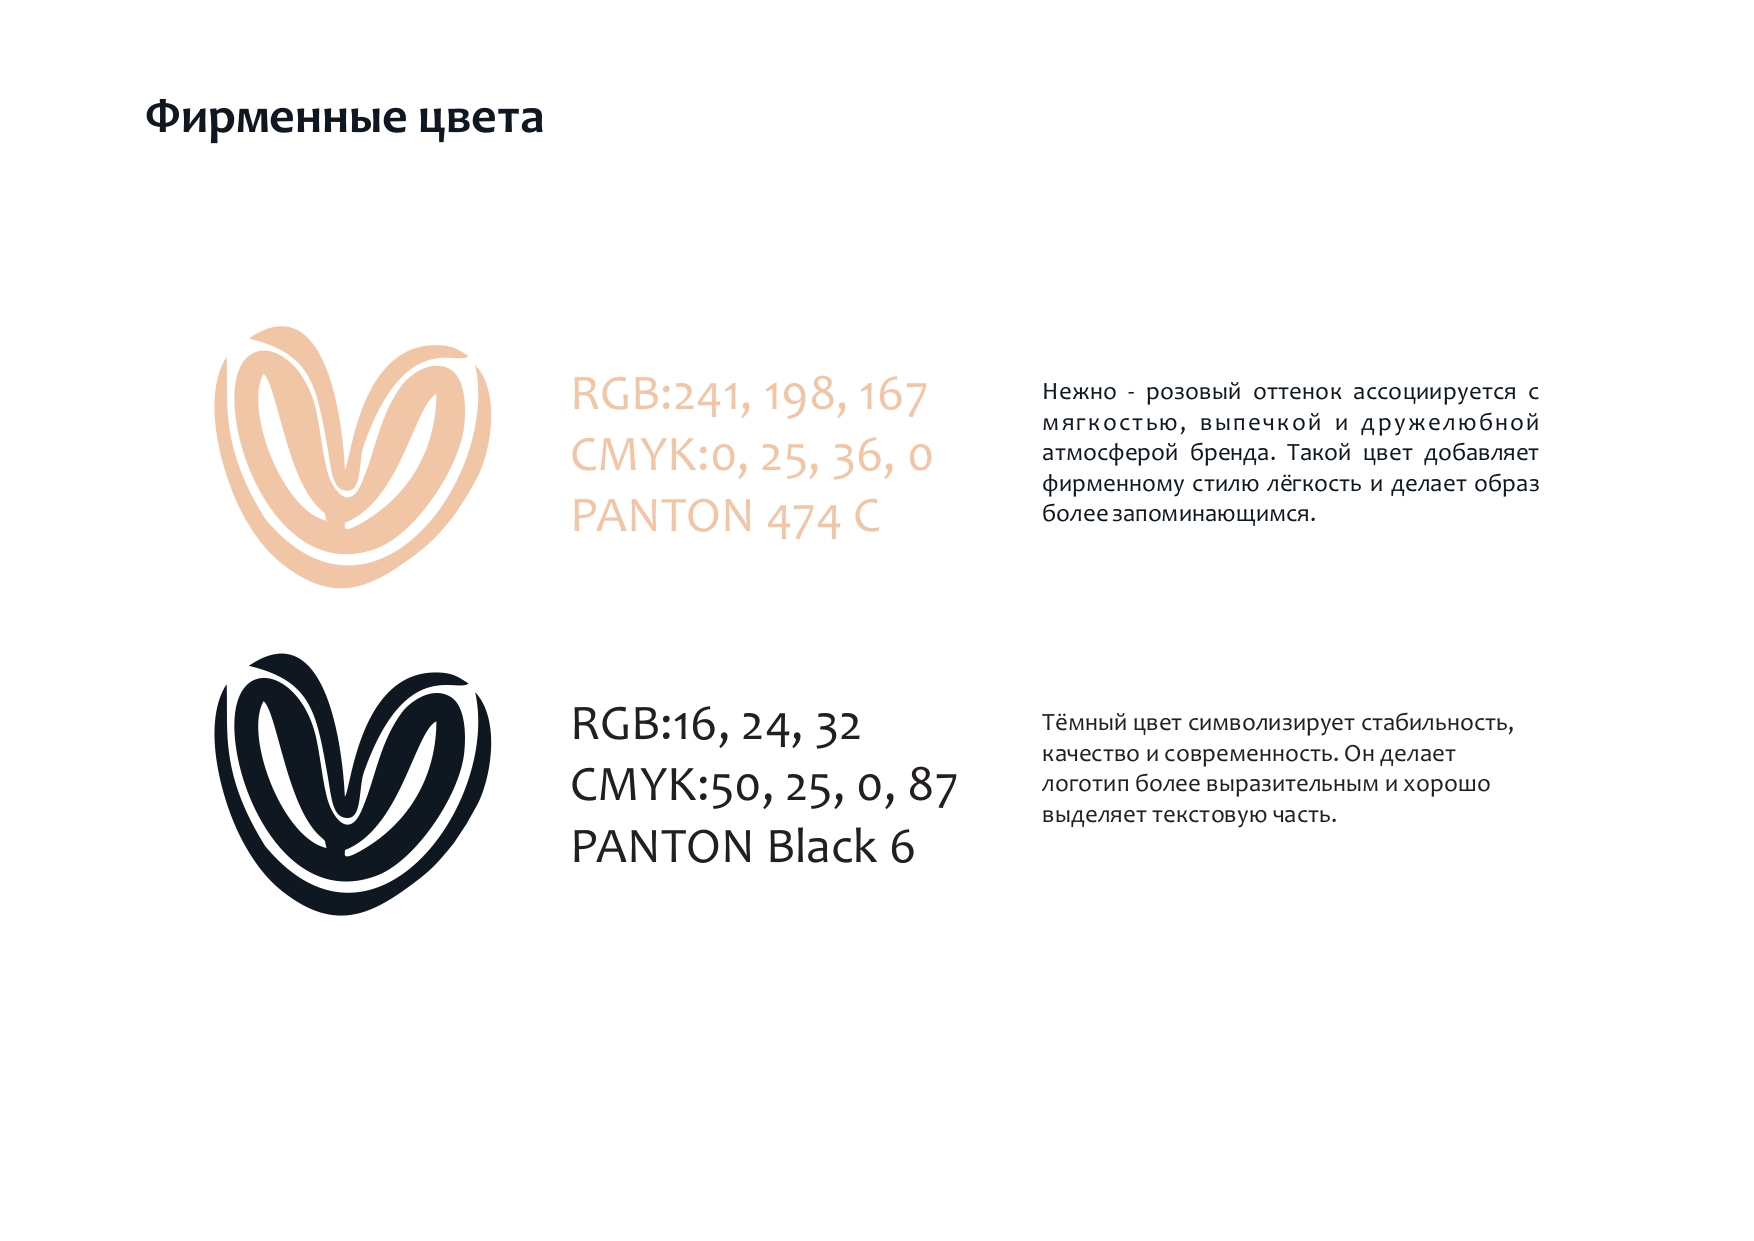 Фирменные цвета
RGB:241, 198, 167
CMYK:0, 25, 36, 0
PANTON 474 C
Нежно - розовый оттенок ассоциируется с
мягкостью, выпечкой и дружелюбной
атмосферой бренда. Такой цвет добавляет
фирменному стилю лёгкость и делает образ
более запоминающимся.
RGB:16, 24, 32
CMYK:50, 25, 0, 87
PANTON Black 6
Тёмный цвет символизирует стабильность,
качество и современность. Он делает
логотип более выразительным и хорошо
выделяет текстовую часть.